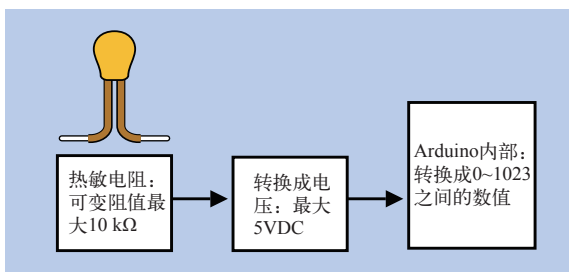 热敏电阻：
可变阻值最
大10 kΩ
转换成电
压：最大
5VDC
Arduino内部：
转换成0~1023
之间的数值